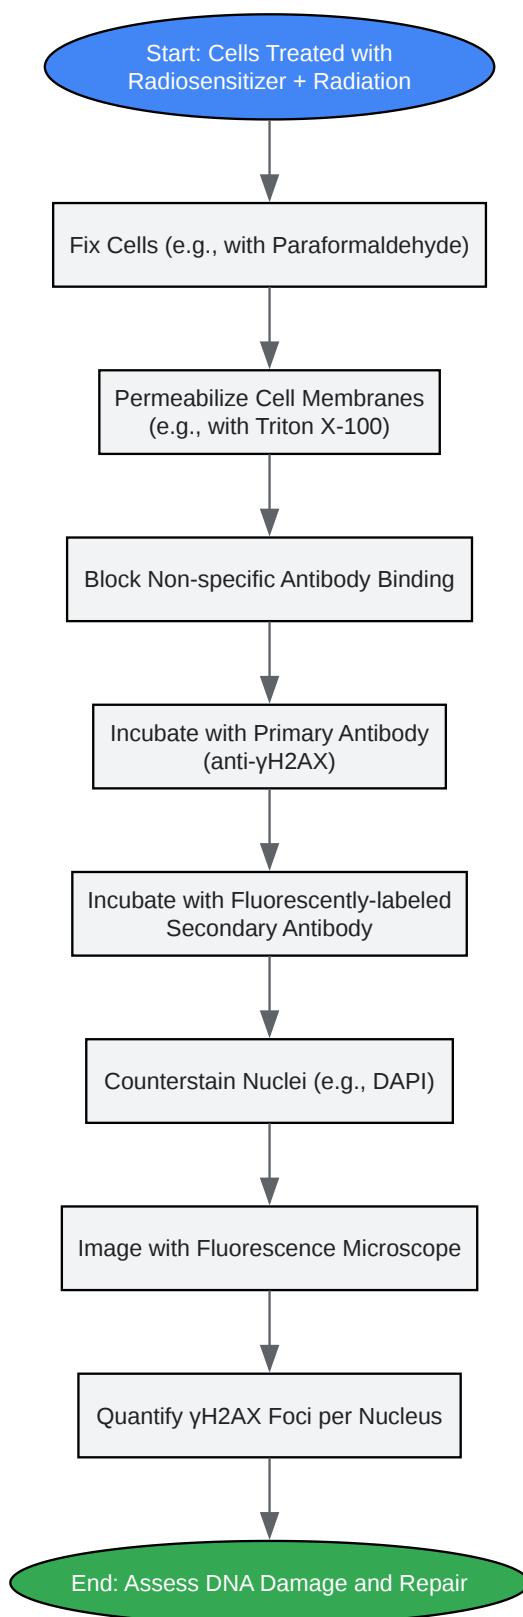 Start: Cells Treated with
Radiosensitizer + Radiation
Fix Cells (e.g., with Paraformaldehyde)
Permeabilize Cell Membranes
(e.g., with Triton X-100)
Block Non-specific Antibody Binding
Incubate with Primary Antibody
(anti-γH2AX)
Incubate with Fluorescently-labeled
Secondary Antibody
Counterstain Nuclei (e.g., DAPI)
Image with Fluorescence Microscope
Quantify γH2AX Foci per Nucleus
End: Assess DNA Damage and Repair